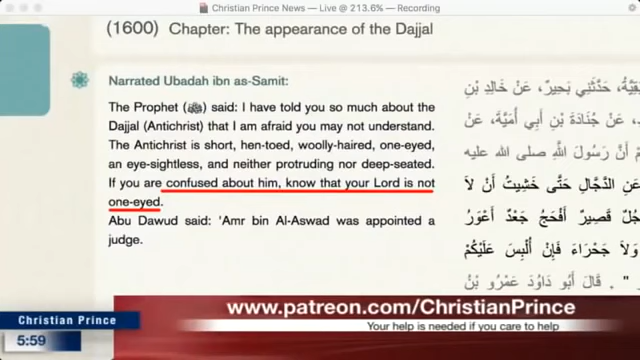 Christian Prince News — Live @ 213.6% — Recording
(1600) Chapter: The appearance of the Dajjal
Narrated Ubadah ibn as-Samit:
The Prophet (ﷺ) said: I have told you so much about the
Dajjal (Antichrist) that I am afraid you may not understand.
The Antichrist is short, hen-toed, woolly-haired, one-eyed,
an eye-sightless, and neither protruding nor deep-seated.
If you are confused about him, know that your Lord is not
one-eyed.
Abu Dawud said: 'Amr bin Al-Aswad was appointed a
judge.
بَقِيَّةُ، حَدَّثَنِي بَحِيرٌ، عَنْ خَالِدِ بْنِ
عَنْ جُنَادَةَ بْنِ أَبِي أُمَيَّةَ، عَنْ
أَنَّ رَسُولَ اللَّهِ صلى الله عليه
عَنِ الدَّجَّالِ حَتَّى خَشِيتُ أَنْ لاَ
قَصِيرٌ أَفْحَجُ جَعْدٌ أَعْوَرُ
وَلاَ جَحْرَاءَ فَإِنْ أُلْبِسَ عَلَيْكُمْ
" . قَالَ أَبُو دَاوُدَ عَمْرُو بْنُ
www.patreon.com/ChristianPrince
Your help is needed if you care to help
Christian Prince
5:59